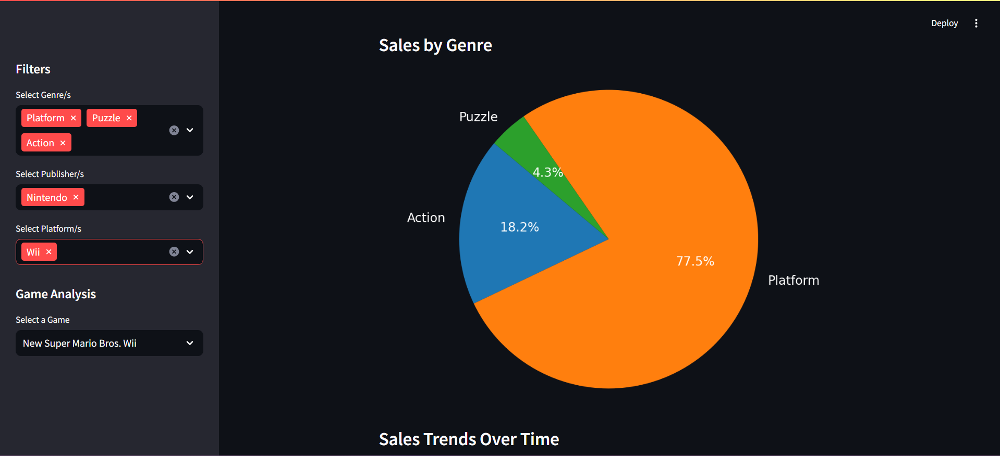 Deploy
Filters
Select Genre/s
Platform
Puzzle
Action
Select Publisher/s
Nintendo
Select Platform/s
Wii
Game Analysis
Select a Game
New Super Mario Bros. Wii
Sales by Genre
Puzzle
4.3%
Action
18.2%
77.5%
Platform
Sales Trends Over Time